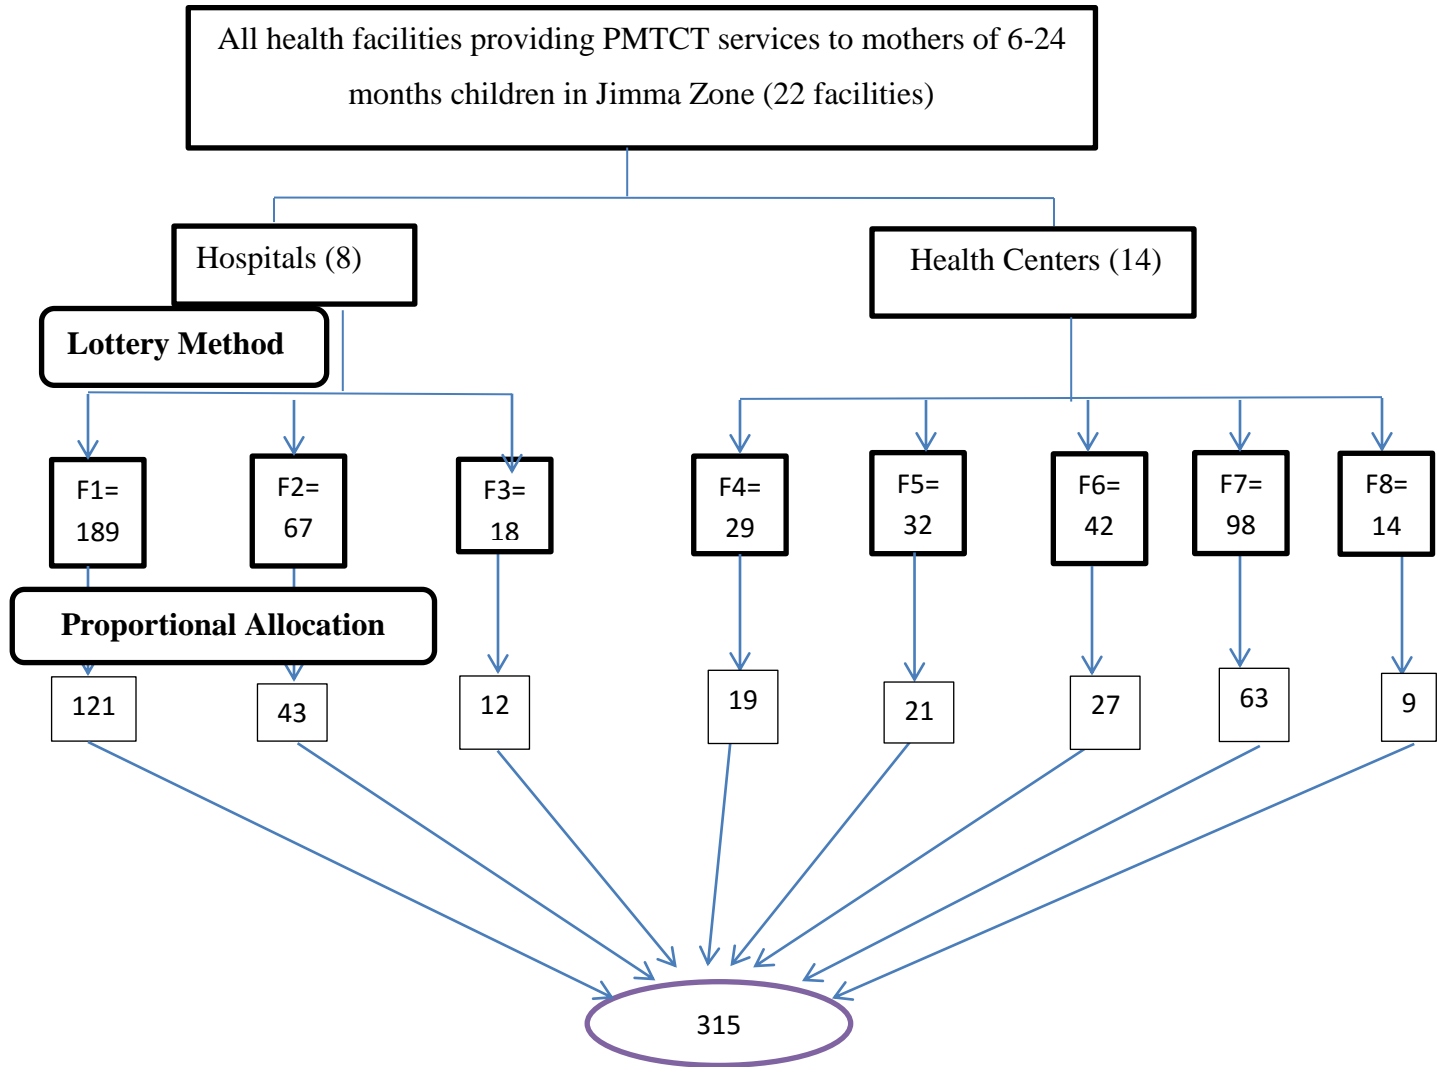 All health facilities providing PMTCT services to mothers of 6-24
months children in Jimma Zone (22 facilities)
Hospitals (8)
Health Centers (14)
Lottery Method
F1=
189
F2=
67
F3=
18
F4=
29
F5=
32
F6=
42
F7=
98
F8=
14
Proportional Allocation
121
43
12
19
21
27
63
9
315